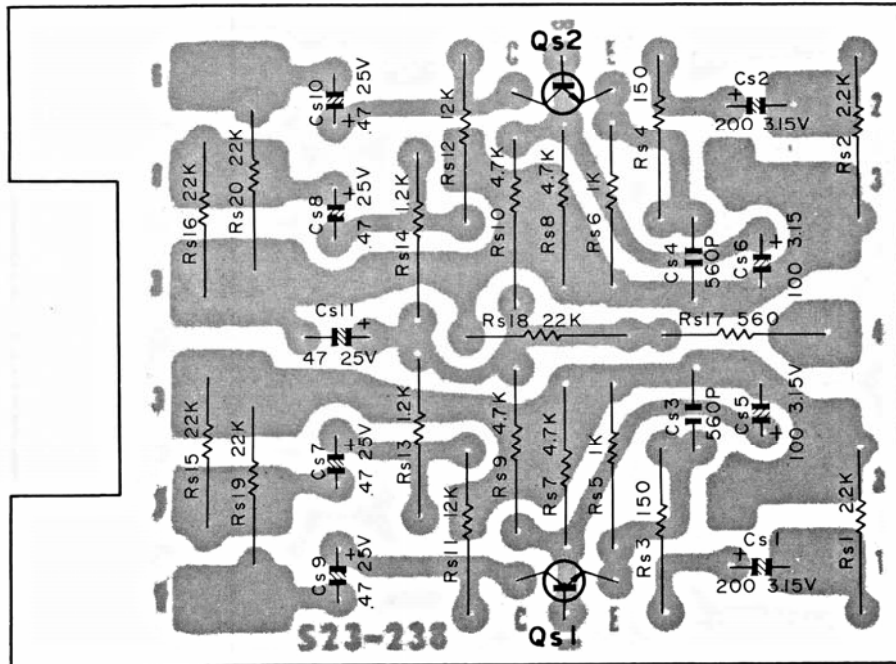 Qs2
C
E
Cs10
.47 25V
12K
Rs12
150
Rs4
Cs2
200 3.15V
2.2K
Rs2
2
22K
Rs16
22K
Rs20
Cs8
.47 25V
1.2K
Rs14
4.7K
Rs10
4.7K
Rs8
1K
Rs6
3
Cs4
560P
Cs6
100 3.15
Cs11
47 25V
Rs18 22K
Rs17 560
22K
Rs15
22K
Rs19
Cs7
.47 25V
1.2K
Rs13
4.7K
Rs9
4.7K
Rs7
1K
Rs5
Cs3
560P
Cs5
100 3.15V
12K
Rs11
150
Rs3
2.2K
Rs1
Cs9
.47 25V
Cs1
200 3.15V
1
C
E
Qs1
S23-238